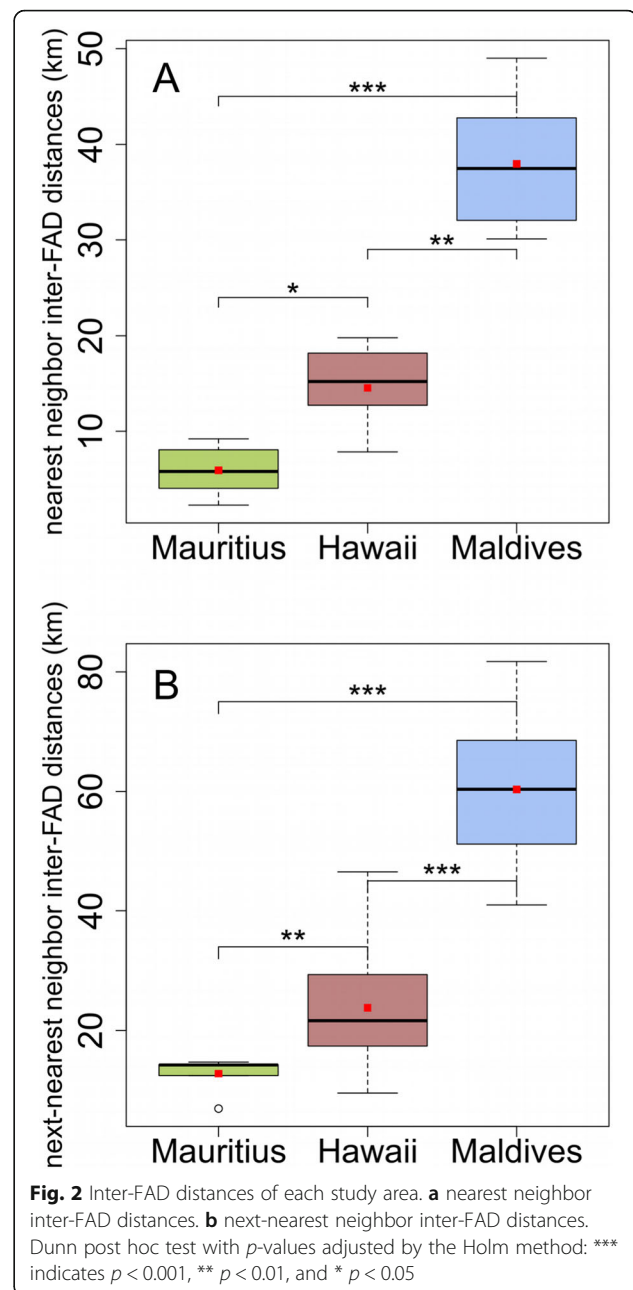 nearest neighbor inter-FAD distances (km)
50
40
30
20
10
A
***
**
*
Mauritius Hawaii Maldives
next-nearest neighbor inter-FAD distances (km)
80
60
40
20
B
***
***
**
Mauritius Hawaii Maldives
Fig. 2 Inter-FAD distances of each study area. a nearest neighbor
inter-FAD distances. b next-nearest neighbor inter-FAD distances.
Dunn post hoc test with p-values adjusted by the Holm method: ***
indicates p < 0.001, ** p < 0.01, and * p < 0.05